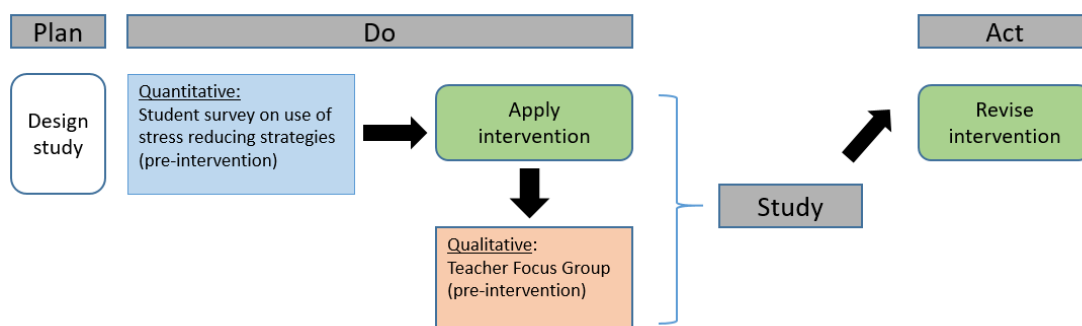 Plan
Do
Act
Design
study
Quantitative:
Student survey on use of
stress reducing strategies
(pre-intervention)
Apply
intervention
Qualitative:
Teacher Focus Group
(pre-intervention)
Study
Revise
intervention